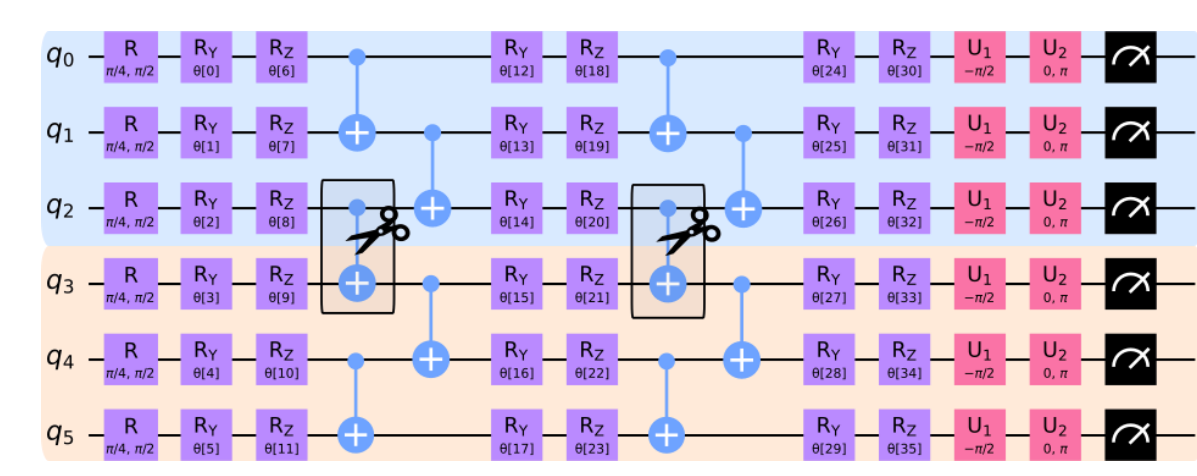 q0 R π/4, π/2 RY θ[0] RZ θ[6] RY θ[12] RZ θ[18] RY θ[24] RZ θ[30] U1 −π/2 U2 0, π
q1 R π/4, π/2 RY θ[1] RZ θ[7] RY θ[13] RZ θ[19] RY θ[25] RZ θ[31] U1 −π/2 U2 0, π
q2 R π/4, π/2 RY θ[2] RZ θ[8] RY θ[14] RZ θ[20] RY θ[26] RZ θ[32] U1 −π/2 U2 0, π
q3 R π/4, π/2 RY θ[3] RZ θ[9] RY θ[15] RZ θ[21] RY θ[27] RZ θ[33] U1 −π/2 U2 0, π
q4 R π/4, π/2 RY θ[4] RZ θ[10] RY θ[16] RZ θ[22] RY θ[28] RZ θ[34] U1 −π/2 U2 0, π
q5 R π/4, π/2 RY θ[5] RZ θ[11] RY θ[17] RZ θ[23] RY θ[29] RZ θ[35] U1 −π/2 U2 0, π